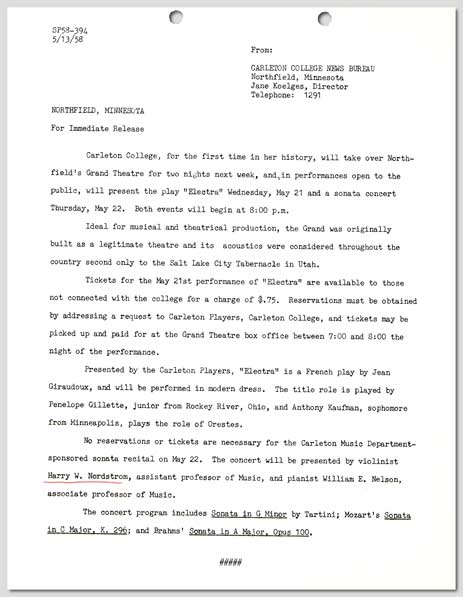 SP58-394
5/13/58
From:
CARLETON COLLEGE NEWS BUREAU
Northfield, Minnesota
Jane Koelges, Director
Telephone: 1291
NORTHFIELD, MINNESOTA
For Immediate Release
Carleton College, for the first time in her history, will take over North-
field's Grand Theatre for two nights next week, and,in performances open to the
public, will present the play "Electra" Wednesday, May 21 and a sonata concert
Thursday, May 22. Both events will begin at 8:00 p.m.
Ideal for musical and theatrical production, the Grand was originally
built as a legitimate theatre and its acoustics were considered throughout the
country second only to the Salt Lake City Tabernacle in Utah.
Tickets for the May 21st performance of "Electra" are available to those
not connected with the college for a charge of $.75. Reservations must be obtained
by addressing a request to Carleton Players, Carleton College, and tickets may be
picked up and paid for at the Grand Theatre box office between 7:00 and 8:00 the
night of the performance.
Presented by the Carleton Players, "Electra" is a French play by Jean
Giraudoux, and will be performed in modern dress. The title role is played by
Penelope Gillette, junior from Rockey River, Ohio, and Anthony Kaufman, sophomore
from Minneapolis, plays the role of Orestes.
No reservations or tickets are necessary for the Carleton Music Department-
sponsored sonata recital on May 22. The concert will be presented by violinist
Harry W. Nordstrom, assistant professor of Music, and pianist William E. Nelson,
associate professor of Music.
The concert program includes Sonata in G Minor by Tartini; Mozart's Sonata
in C Major, K. 296; and Brahms' Sonata in A Major, Opus 100.
#####